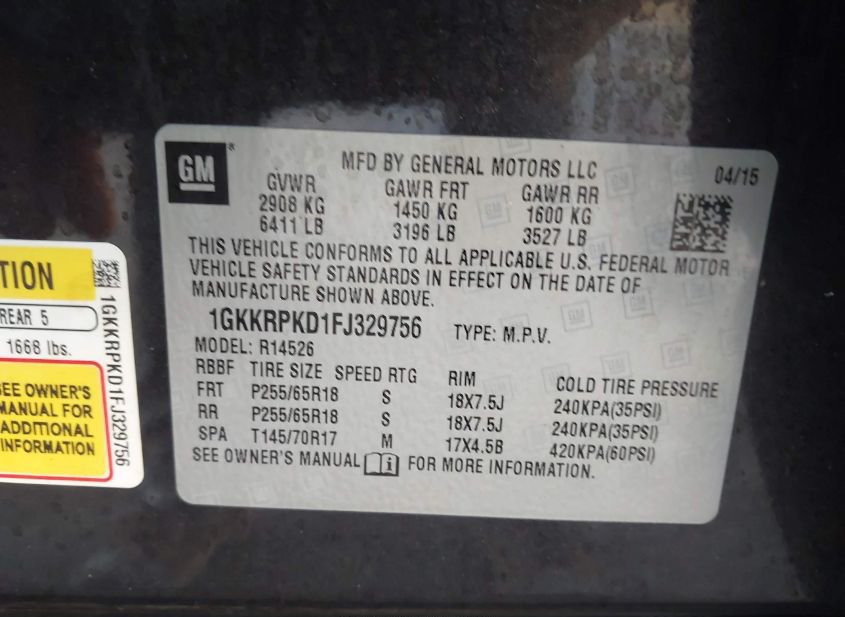 GM
MFD BY GENERAL MOTORS LLC
04/15
GVWR GAWR FRT GAWR RR
2908 KG 1450 KG 1600 KG
6411 LB 3196 LB 3527 LB
THIS VEHICLE CONFORMS TO ALL APPLICABLE U.S. FEDERAL MOTOR
VEHICLE SAFETY STANDARDS IN EFFECT ON THE DATE OF
MANUFACTURE SHOWN ABOVE.
1GKKRPKD1FJ329756 TYPE: M.P.V.
MODEL: R14526
RBBF TIRE SIZE SPEED RTG RIM COLD TIRE PRESSURE
FRT P255/65R18 S 18X7.5J 240KPA(35PSI)
RR P255/65R18 S 18X7.5J 240KPA(35PSI)
SPA T145/70R17 M 17X4.5B 420KPA(60PSI)
SEE OWNER'S MANUAL FOR MORE INFORMATION.
TION
REAR 5
1668 lbs.
SEE OWNER'S
MANUAL FOR
ADDITIONAL
INFORMATION
1GKKRPKD1FJ329756